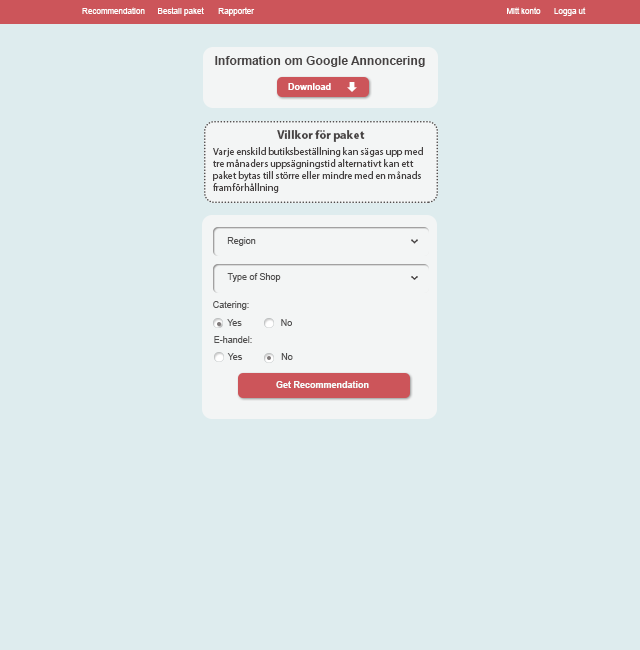 Recommendation Bestall paket Rapporter Mitt konto Logga ut
Information om Google Annoncering
Download
Villkor för paket
Varje enskild butiksbeställning kan sägas upp med
tre månaders uppsägningstid alternativt kan ett
paket bytas till större eller mindre med en månads
framförhållning
Region
Type of Shop
Catering:
Yes No
E-handel:
Yes No
Get Recommendation